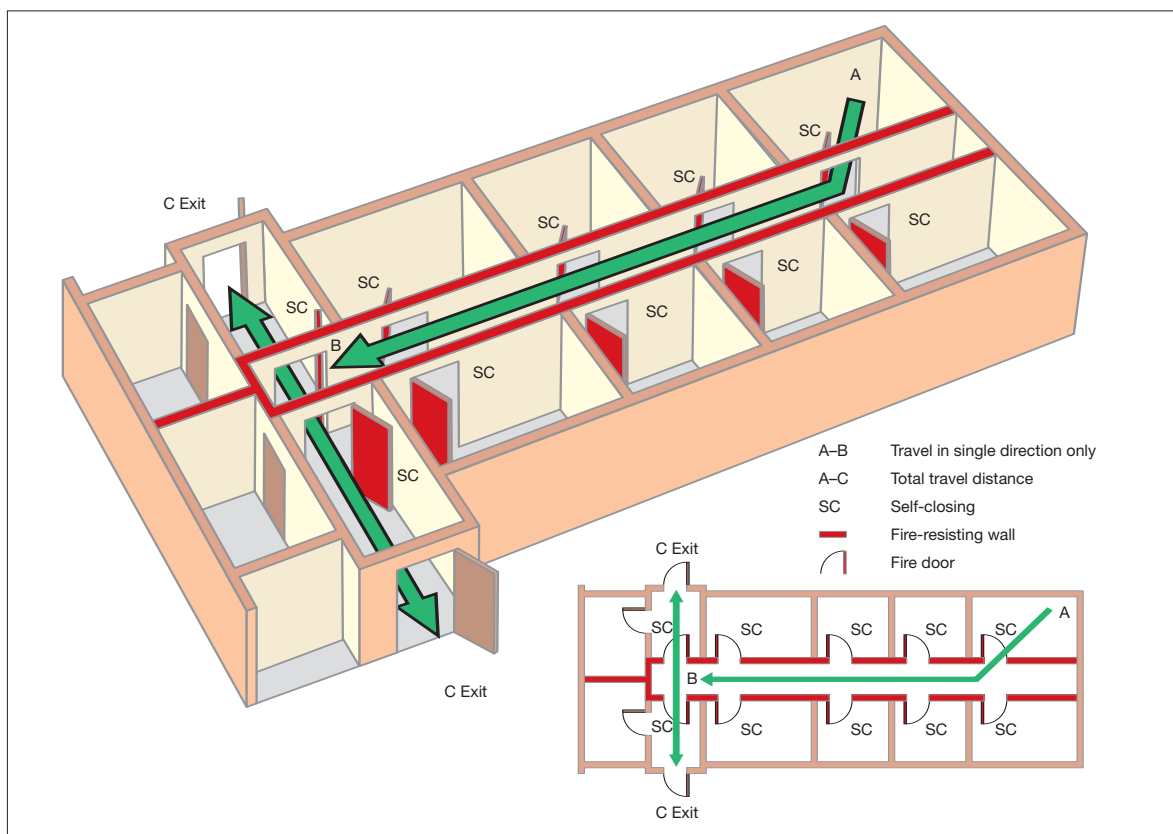 A
SC
SC
C Exit
SC
SC
SC
SC
SC
SC
B
SC
SC
SC
A–B Travel in single direction only
A–C Total travel distance
SC Self-closing
Fire-resisting wall
Fire door
C Exit
C Exit
A
SC SC SC SC SC
B
SC SC SC SC SC
C Exit